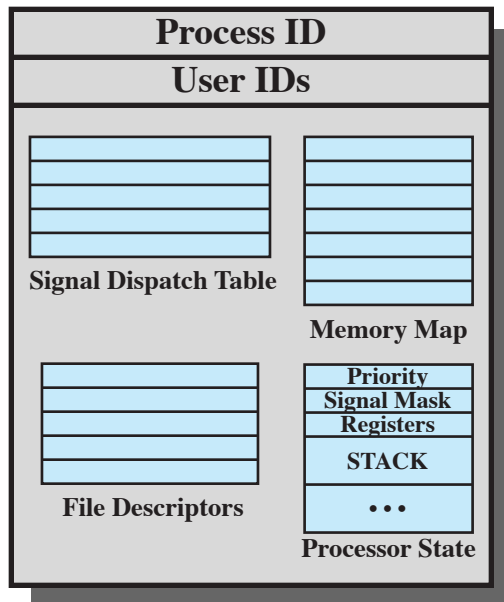 Process ID
User IDs
Signal Dispatch Table
Memory Map
File Descriptors
Priority
Signal Mask
Registers
STACK
...
Processor State